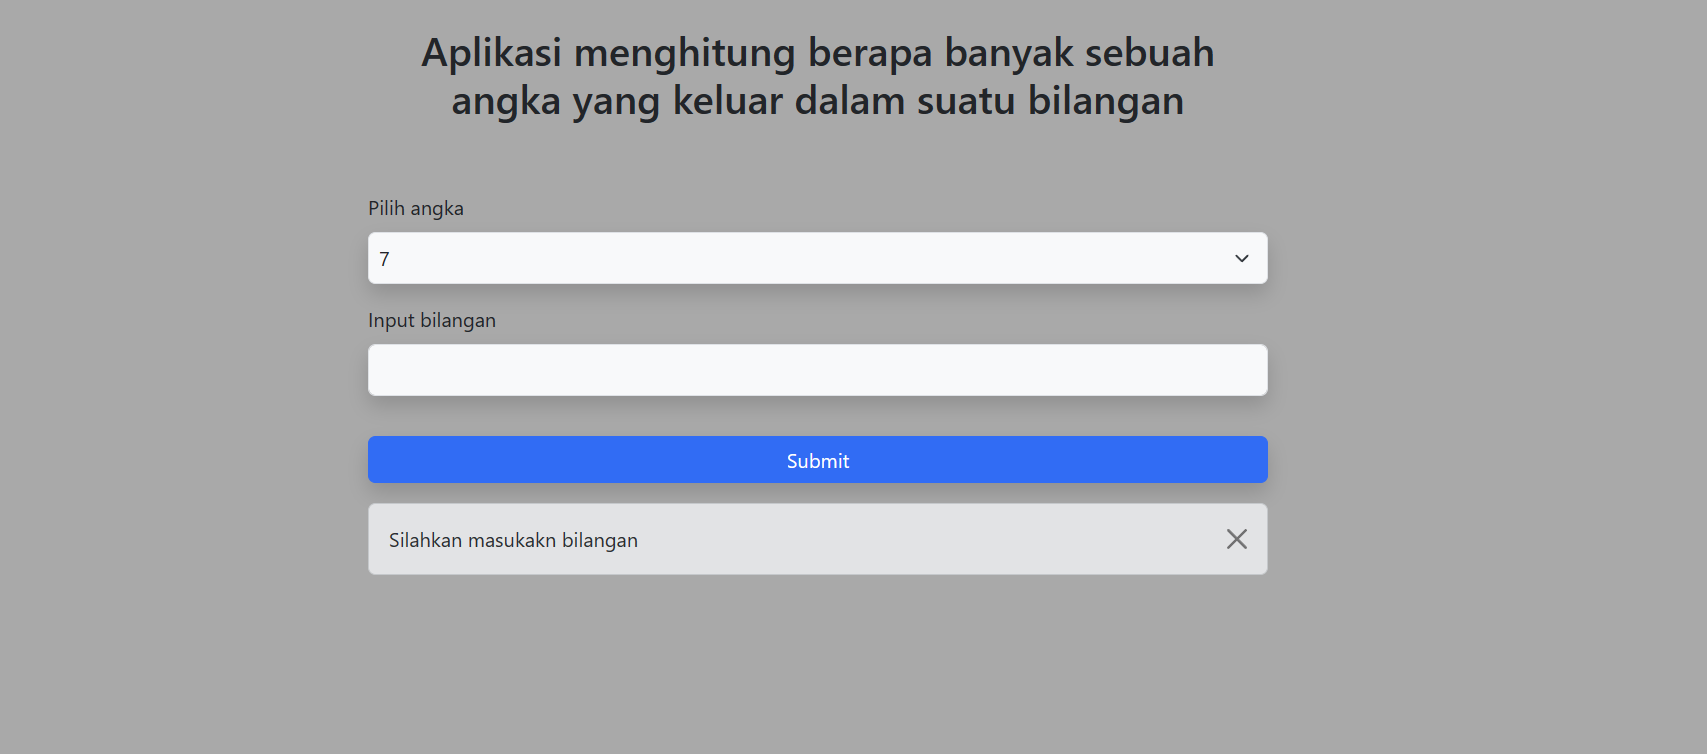 Aplikasi menghitung berapa banyak sebuah
angka yang keluar dalam suatu bilangan
Pilih angka
7
Input bilangan
Submit
Silahkan masukakn bilangan